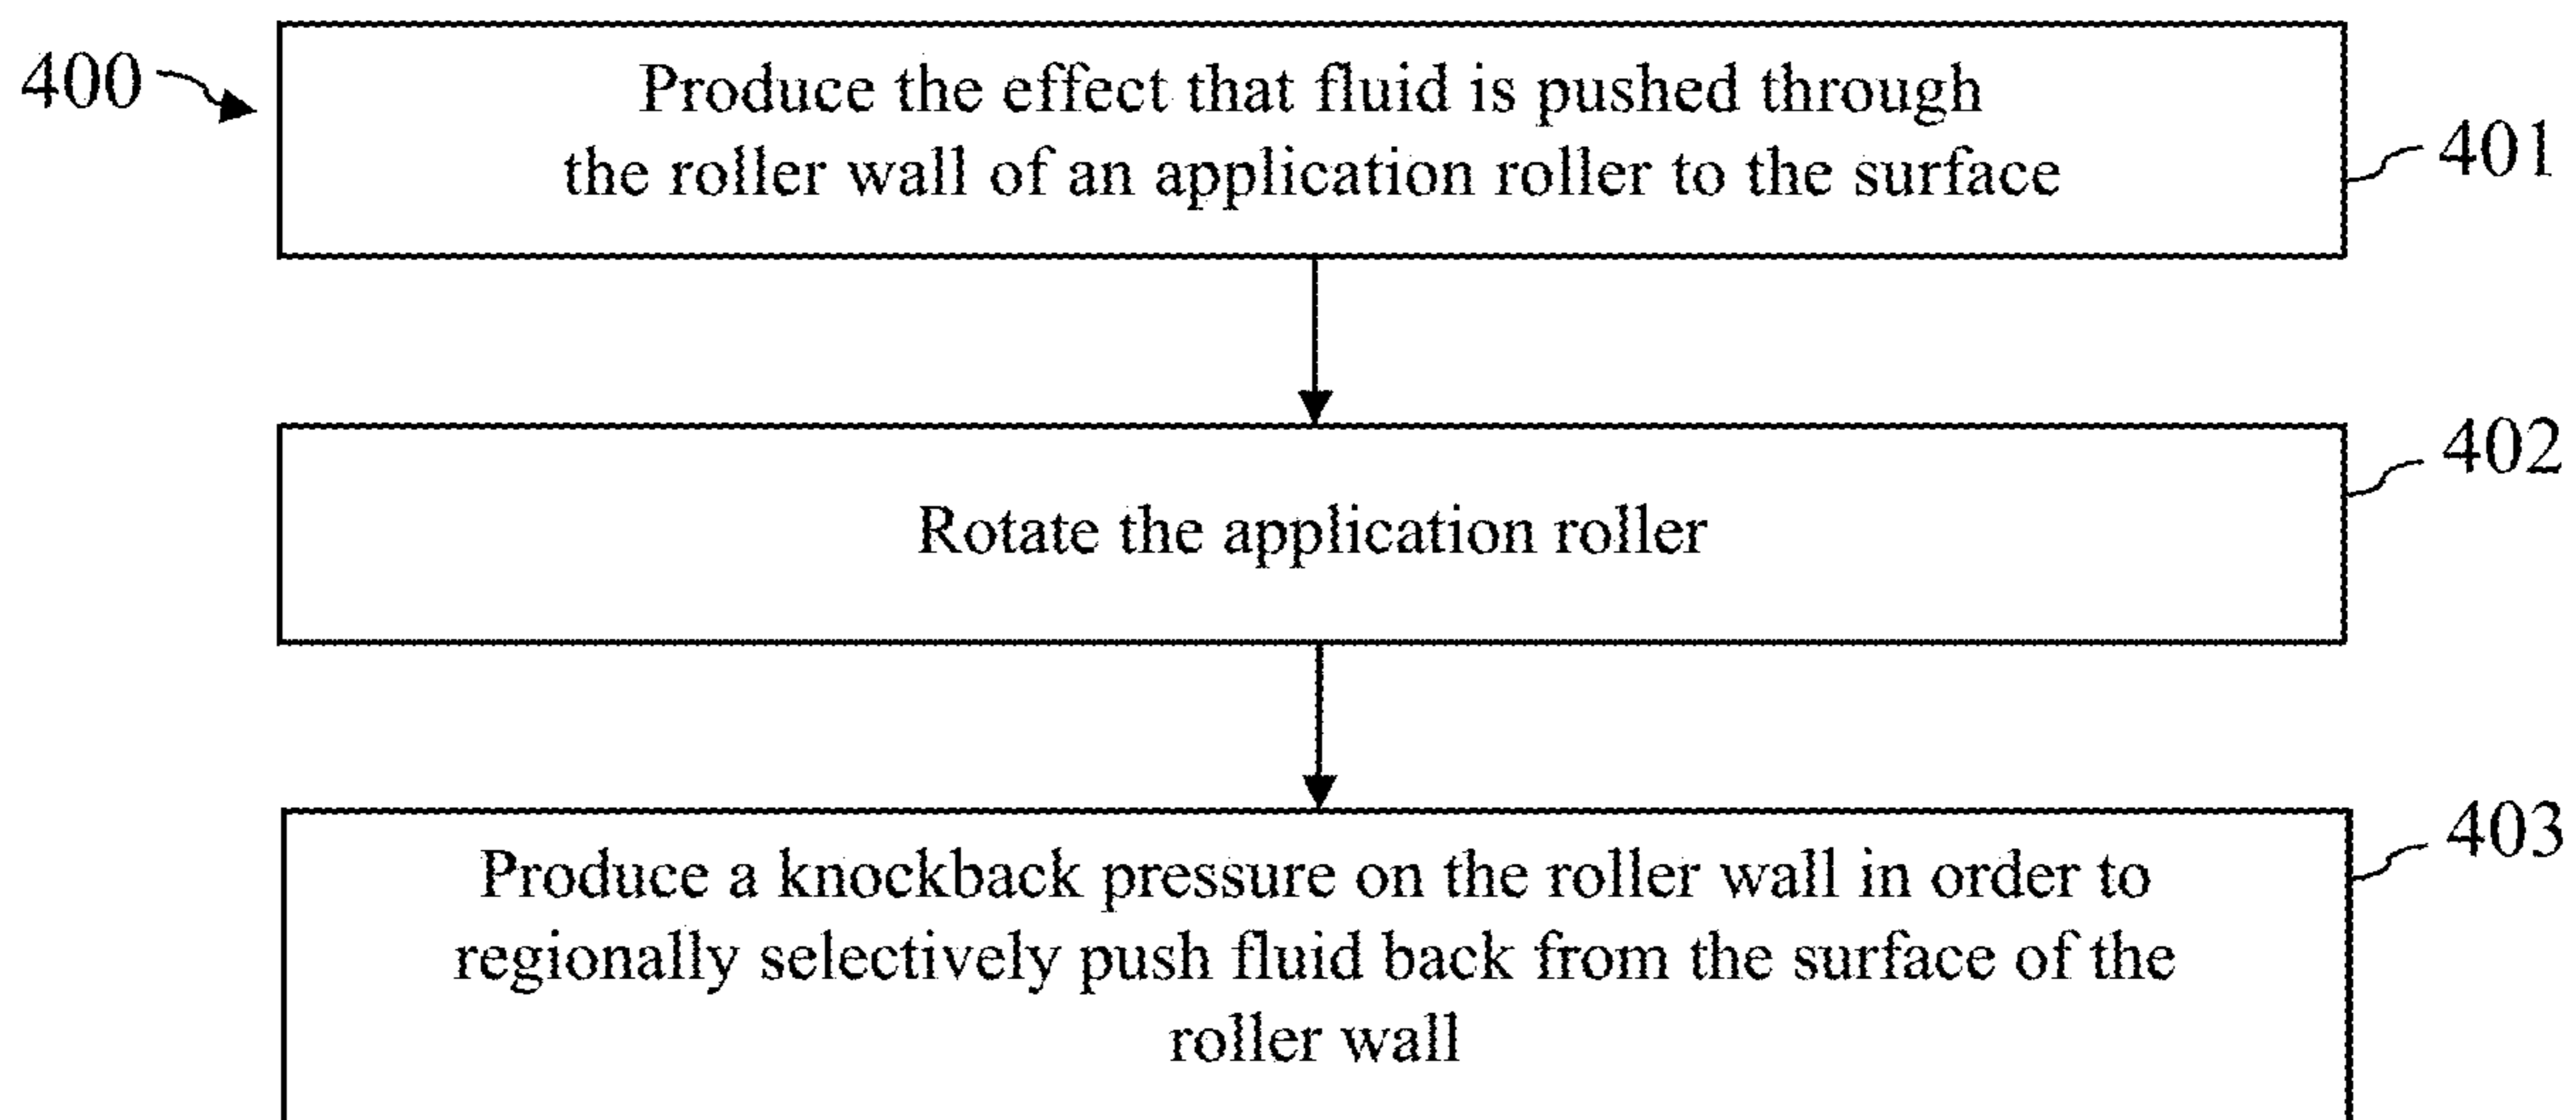 400
Produce the effect that fluid is pushed through
the roller wall of an application roller to the surface
401
402
Rotate the application roller
403
Produce a knockback pressure on the roller wall in order to
regionally selectively push fluid back from the surface of the
roller wall